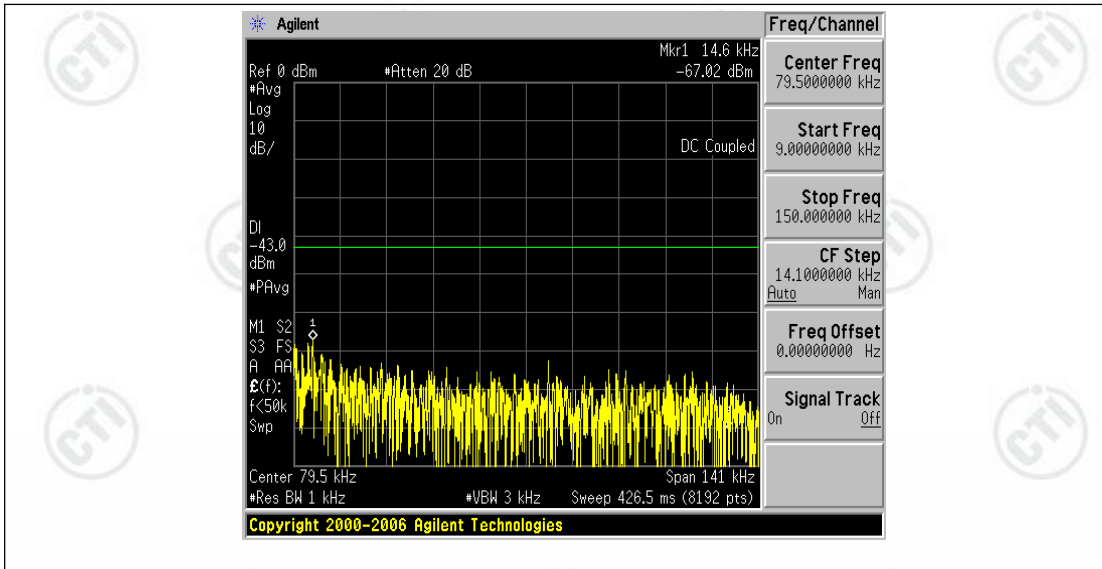 Agilent
Freq/Channel
Mkr1 14.6 kHz
Ref 0 dBm #Atten 20 dB -67.02 dBm
#Avg
Log
10
dB/
DC Coupled
DI
-43.0
dBm
#PAvg
M1 S2
S3 FS
A AA
£(f):
f<50k
Swp
1
Center 79.5 kHz Span 141 kHz
#Res BW 1 kHz #VBW 3 kHz Sweep 426.5 ms (8192 pts)
Copyright 2000-2006 Agilent Technologies
Center Freq
79.5000000 kHz
Start Freq
9.00000000 kHz
Stop Freq
150.000000 kHz
CF Step
14.1000000 kHz
Auto Man
Freq Offset
0.00000000 Hz
Signal Track
On Off
CTI
CTI
CTI
CTI